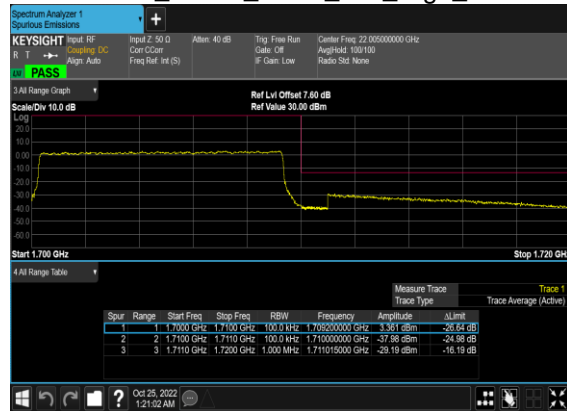 Spectrum Analyzer 1
Spurious Emissions
+
KEYSIGHT
R T
Input: RF
Coupling: DC
Align: Auto
Input Z: 50 Ω
Corr CCorr
Freq Ref: Int (S)
Atten: 40 dB
Trig: Free Run
Gate: Off
IF Gain: Low
Center Freq: 22.005000000 GHz
Avg|Hold: 100/100
Radio Std: None
PASS
3 All Range Graph
Ref Lvl Offset 7.60 dB
Scale/Div 10.0 dB
Ref Value 30.00 dBm
Log
20.0
10.0
0.00
-10.0
-20.0
-30.0
-40.0
-50.0
-60.0
Start 1.700 GHz
Stop 1.720 GH
4 All Range Table
Measure Trace Trace 1
Trace Type Trace Average (Active)
Spur Range Start Freq Stop Freq RBW Frequency Amplitude ΔLimit
1 1 1.7000 GHz 1.7100 GHz 100.0 kHz 1.709200000 GHz 3.361 dBm -26.64 dB
2 2 1.7100 GHz 1.7110 GHz 100.0 kHz 1.710000000 GHz -37.98 dBm -24.98 dB
3 3 1.7110 GHz 1.7200 GHz 1.000 MHz 1.711015000 GHz -29.19 dBm -16.19 dB
?
Oct 25, 2022
1:21:02 AM